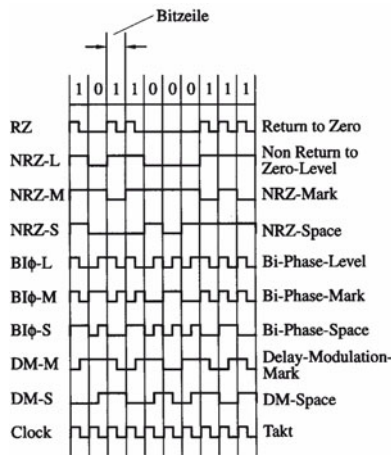 Bitzeile
1 0 1 1 0 0 0 1 1 1
RZ Return to Zero
NRZ-L Non Return to
Zero-Level
NRZ-M NRZ-Mark
NRZ-S NRZ-Space
BIϕ-L Bi-Phase-Level
BIϕ-M Bi-Phase-Mark
BIϕ-S Bi-Phase-Space
DM-M Delay-Modulation-
Mark
DM-S DM-Space
Clock Takt